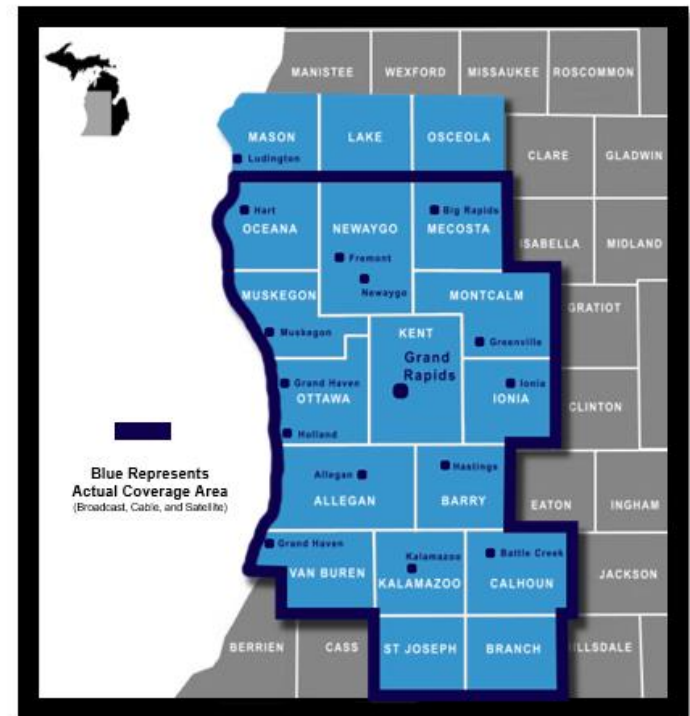 MANISTEE WEXFORD MISSAUKEE ROSCOMMON
MASON LAKE OSCEOLA
Ludington
CLARE GLADWIN
Hart
OCEANA
NEWAYGO
Big Rapids
MECOSTA
ISABELLA MIDLAND
Fremont
Newaygo
MUSKEGON
MONTCALM
GRATIOT
Muskegon
KENT
Greenville
Grand
Rapids
Grand Haven
OTTAWA
Ionia
IONIA
CLINTON
Holland
Blue Represents
Actual Coverage Area
(Broadcast, Cable, and Satellite)
Allegan
ALLEGAN
Hastings
BARRY
EATON INGHAM
Grand Haven
VAN BUREN
Kalamazoo
KALAMAZOO
Battle Creek
CALHOUN
JACKSON
BERRIEN CASS ST JOSEPH BRANCH ILLSDALE